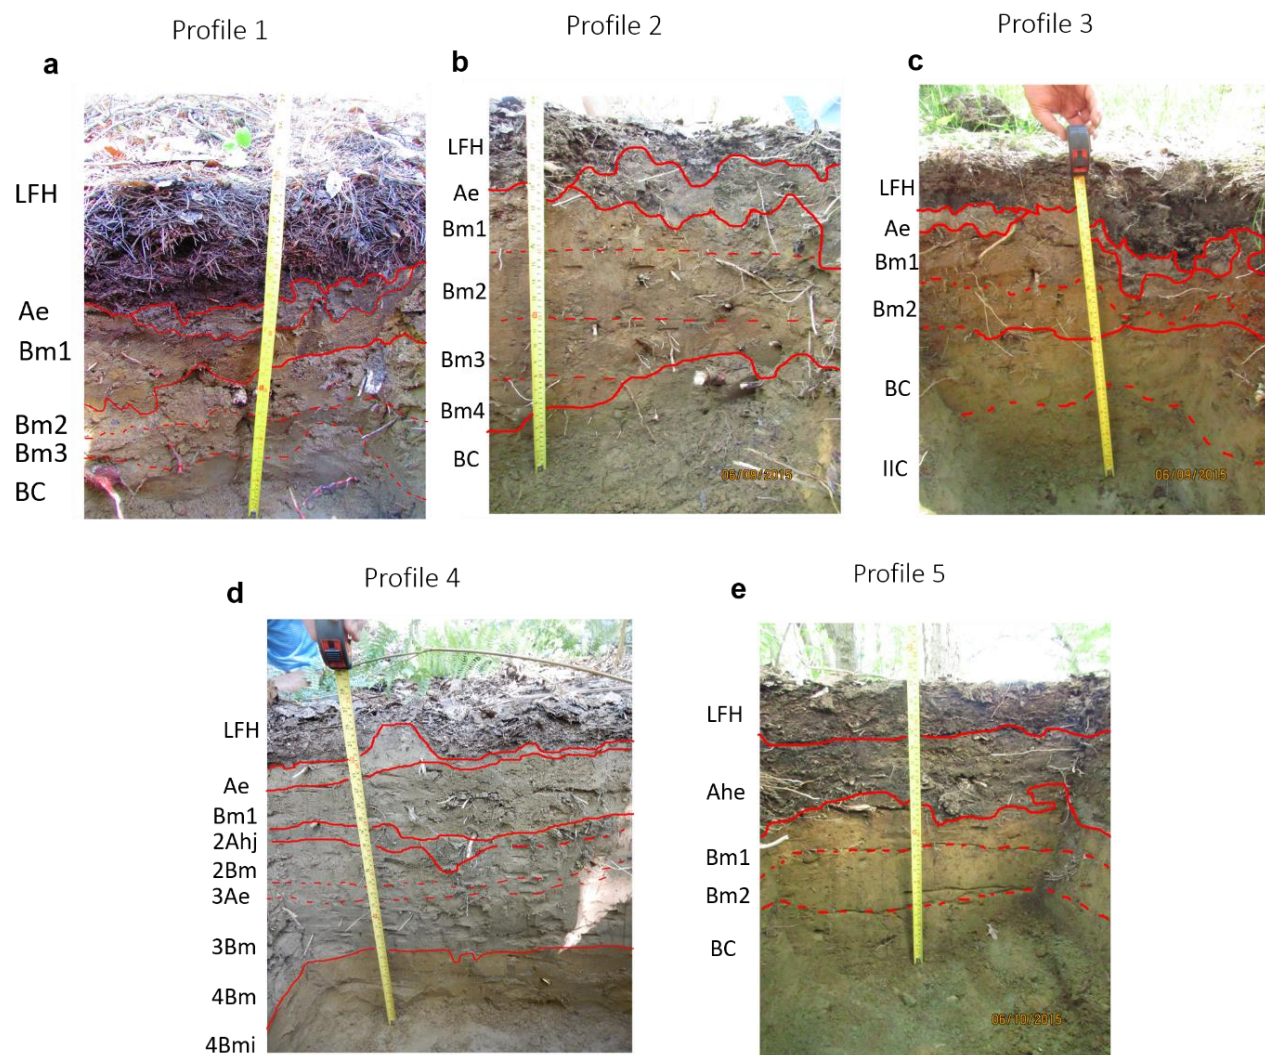 Profile 1
a
LFH
Ae
Bm1
Bm2
Bm3
BC
Profile 2
b
LFH
Ae
Bm1
Bm2
Bm3
Bm4
BC
06/09/2015
Profile 3
c
LFH
Ae
Bm1
Bm2
BC
IIC
06/09/2015
Profile 4
d
LFH
Ae
Bm1
2Ahj
2Bm
3Ae
3Bm
4Bm
4Bmi
Profile 5
e
LFH
Ahe
Bm1
Bm2
BC
06/10/2015